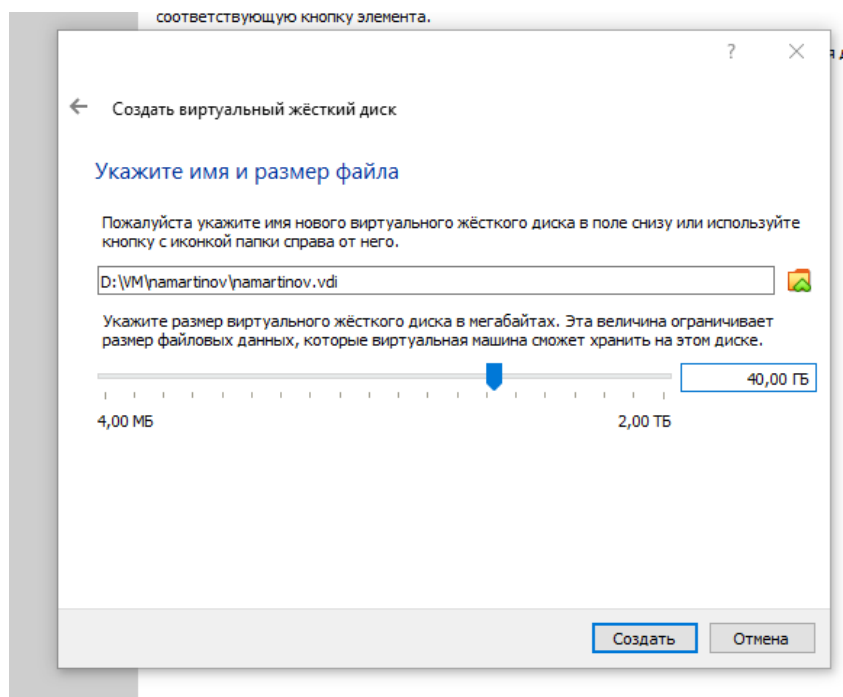 соответствующую кнопку элемента.
?
я д
Создать виртуальный жёсткий диск
Укажите имя и размер файла
Пожалуйста укажите имя нового виртуального жёсткого диска в поле снизу или используйте
кнопку с иконкой папки справа от него.
D:\VM\namartinov\namartinov.vdi
Укажите размер виртуального жёсткого диска в мегабайтах. Эта величина ограничивает
размер файловых данных, которые виртуальная машина сможет хранить на этом диске.
40,00 ГБ
4,00 МБ 2,00 ТБ
Создать Отмена